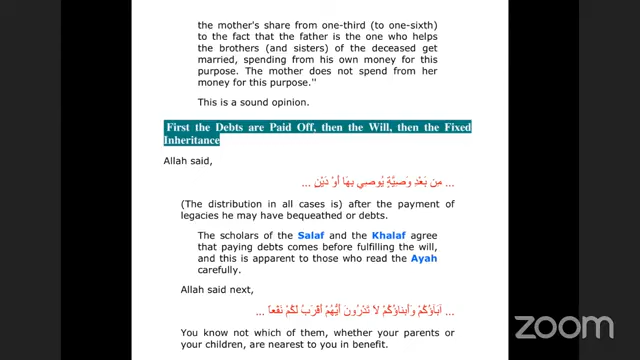 the mother's share from one-third (to one-sixth)
to the fact that the father is the one who helps
the brothers (and sisters) of the deceased get
married, spending from his own money for this
purpose. The mother does not spend from her
money for this purpose.''
This is a sound opinion.
First the Debts are Paid Off, then the Will, then the Fixed
Inheritance
Allah said,
... مِن بَعْدِ وَصِيَّةٍ يُوصِي بِهَا أَوْ دَيْنٍ ...
(The distribution in all cases is) after the payment of
legacies he may have bequeathed or debts.
The scholars of the Salaf and the Khalaf agree
that paying debts comes before fulfilling the will,
and this is apparent to those who read the Ayah
carefully.
Allah said next,
... آبَآؤُكُمْ وَأَبناؤُكُمْ لاَ تَدْرُونَ أَيُّهُمْ أَقْرَبُ لَكُمْ نَفْعاً ...
You know not which of them, whether your parents or
your children, are nearest to you in benefit.
zoom